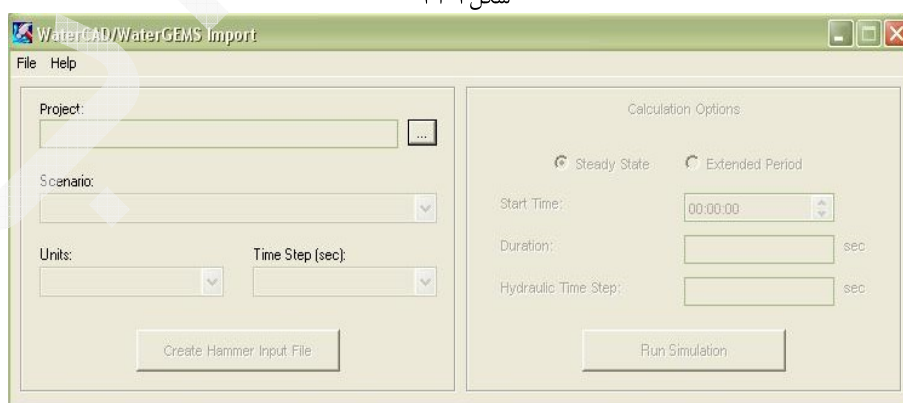 WaterCAD/WaterGEMS Import
File Help
Project:
...
Scenario:
Units:
Time Step (sec):
Create Hammer Input File
Calculation Options
Steady State
Extended Period
Start Time:
00:00:00
Duration:
sec
Hydraulic Time Step:
sec
Run Simulation